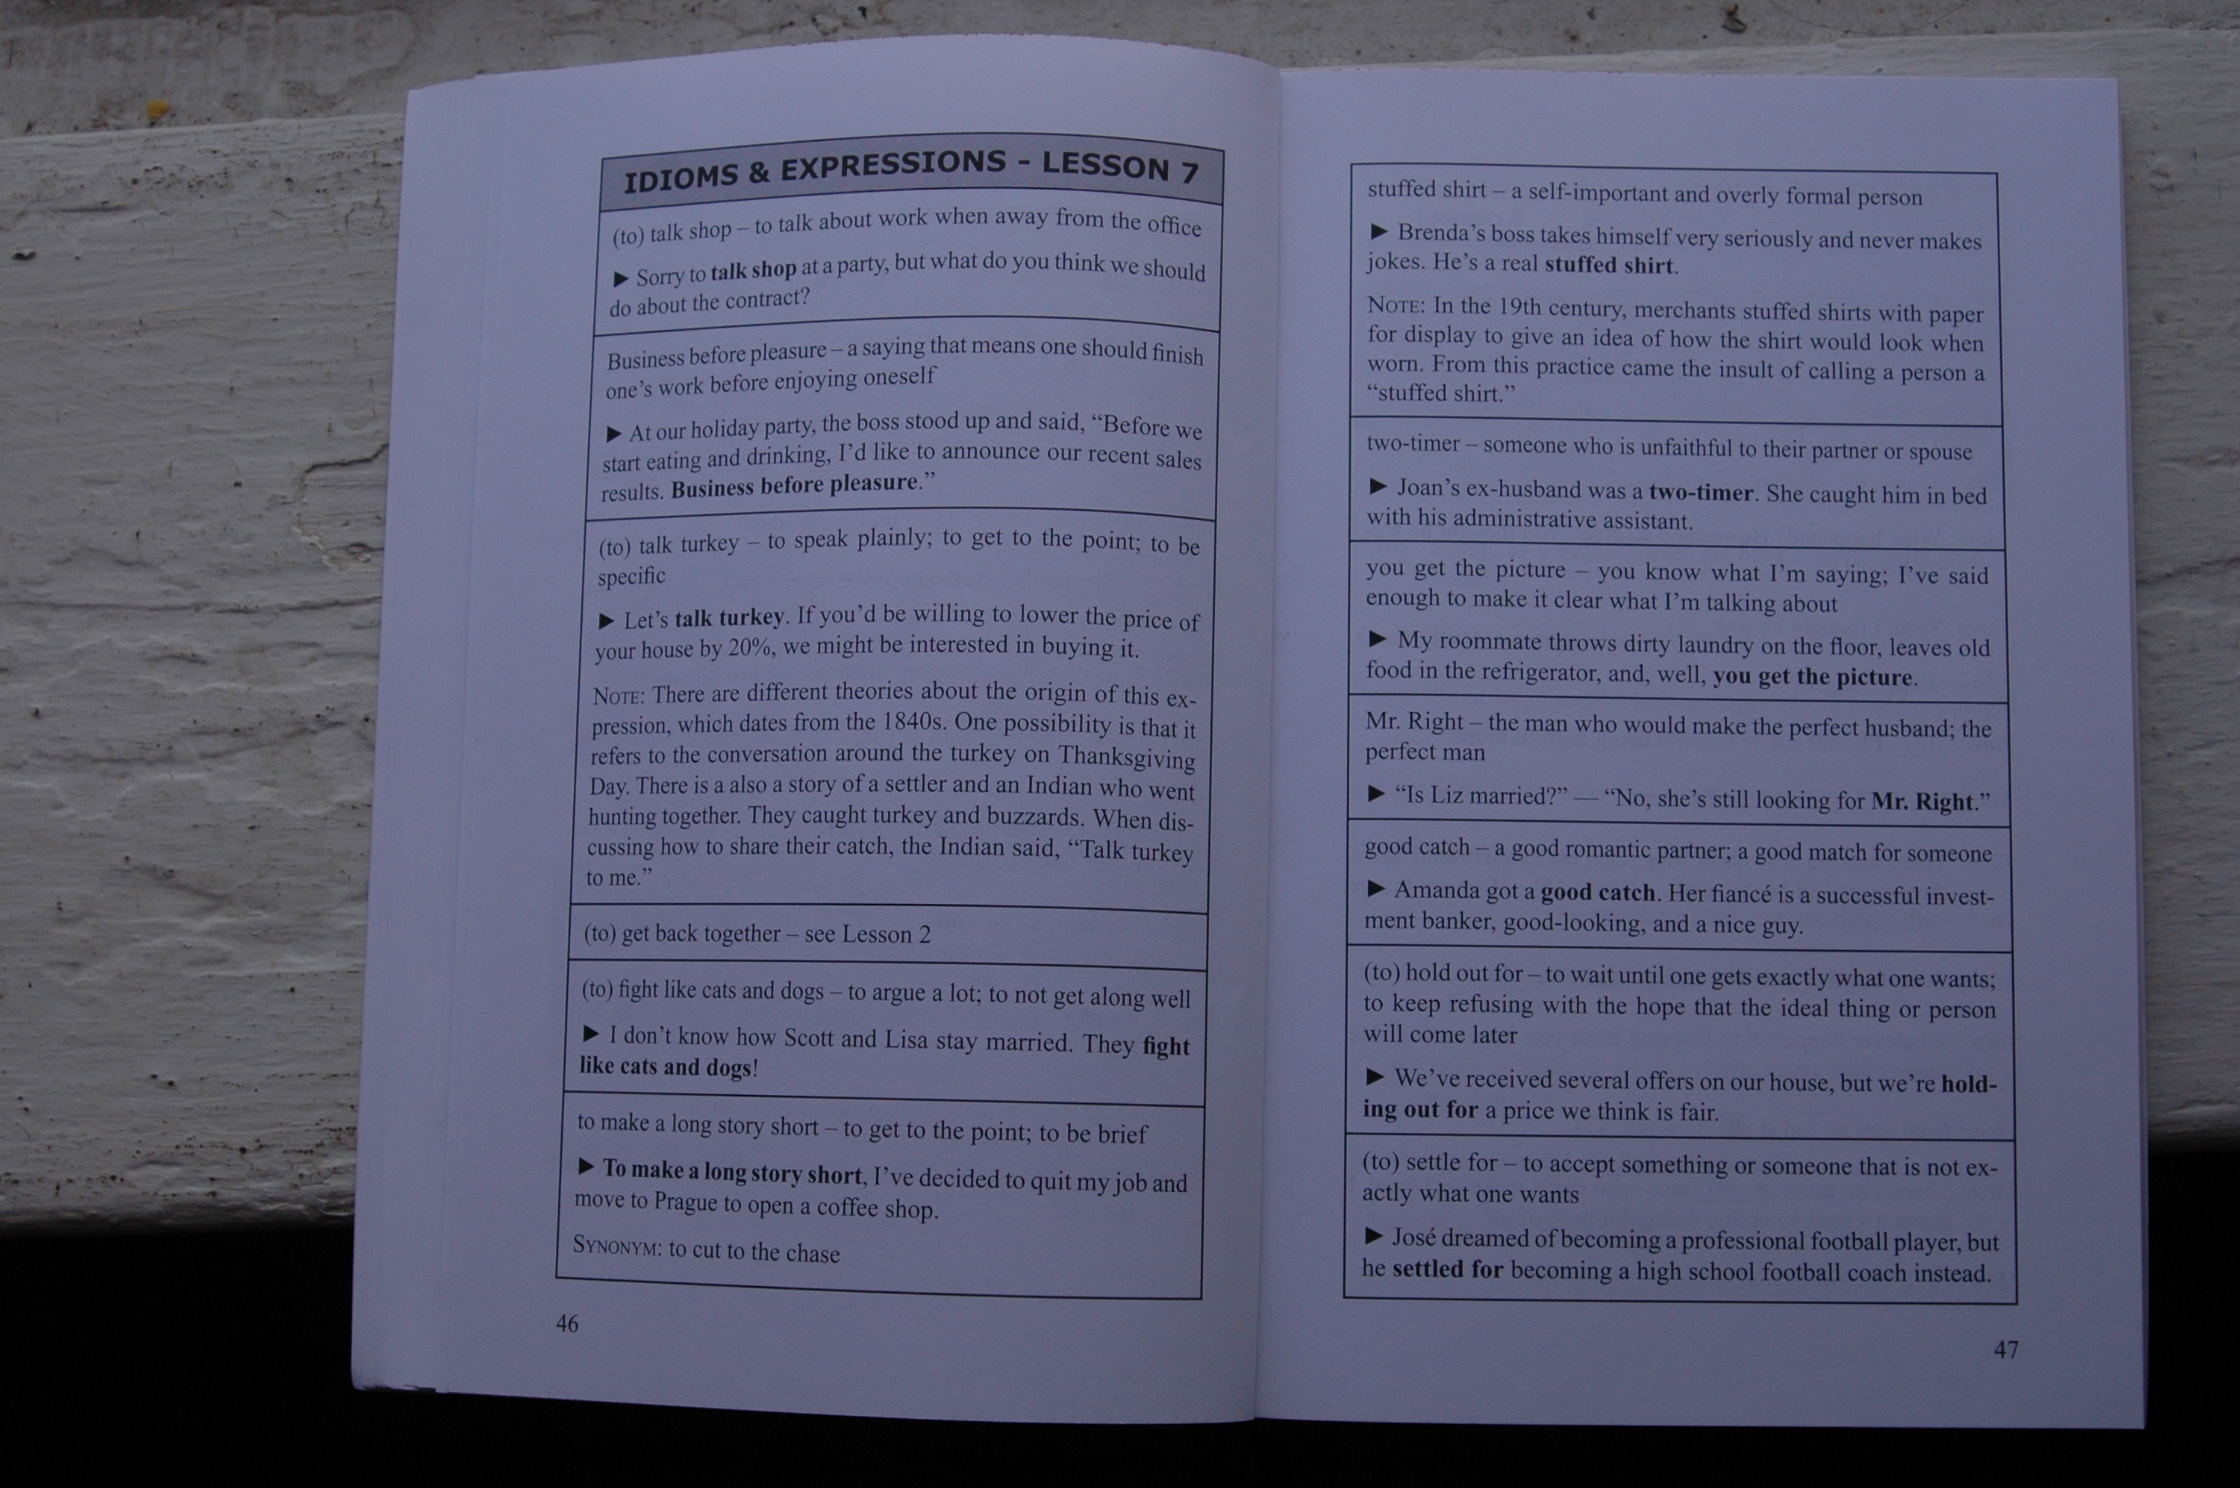 IDIOMS & EXPRESSIONS - LESSON 7
(to) talk shop – to talk about work when away from the office
► Sorry to talk shop at a party, but what do you think we should
do about the contract?
Business before pleasure – a saying that means one should finish
one's work before enjoying oneself
► At our holiday party, the boss stood up and said, “Before we
start eating and drinking, I'd like to announce our recent sales
results. Business before pleasure.”
(to) talk turkey – to speak plainly; to get to the point; to be
specific
► Let's talk turkey. If you'd be willing to lower the price of
your house by 20%, we might be interested in buying it.
NOTE: There are different theories about the origin of this ex-
pression, which dates from the 1840s. One possibility is that it
refers to the conversation around the turkey on Thanksgiving
Day. There is a also a story of a settler and an Indian who went
hunting together. They caught turkey and buzzards. When dis-
cussing how to share their catch, the Indian said, “Talk turkey
to me.”
(to) get back together – see Lesson 2
(to) fight like cats and dogs – to argue a lot; to not get along well
► I don't know how Scott and Lisa stay married. They fight
like cats and dogs!
to make a long story short – to get to the point; to be brief
► To make a long story short, I've decided to quit my job and
move to Prague to open a coffee shop.
SYNONYM: to cut to the chase
46
stuffed shirt – a self-important and overly formal person
► Brenda's boss takes himself very seriously and never makes
jokes. He's a real stuffed shirt.
NOTE: In the 19th century, merchants stuffed shirts with paper
for display to give an idea of how the shirt would look when
worn. From this practice came the insult of calling a person a
“stuffed shirt.”
two-timer – someone who is unfaithful to their partner or spouse
► Joan's ex-husband was a two-timer. She caught him in bed
with his administrative assistant.
you get the picture – you know what I'm saying; I've said
enough to make it clear what I'm talking about
► My roommate throws dirty laundry on the floor, leaves old
food in the refrigerator, and, well, you get the picture.
Mr. Right – the man who would make the perfect husband; the
perfect man
► “Is Liz married?” — “No, she's still looking for Mr. Right.”
good catch – a good romantic partner; a good match for someone
► Amanda got a good catch. Her fiancé is a successful invest-
ment banker, good-looking, and a nice guy.
(to) hold out for – to wait until one gets exactly what one wants;
to keep refusing with the hope that the ideal thing or person
will come later
► We've received several offers on our house, but we're hold-
ing out for a price we think is fair.
(to) settle for – to accept something or someone that is not ex-
actly what one wants
► José dreamed of becoming a professional football player, but
he settled for becoming a high school football coach instead.
47